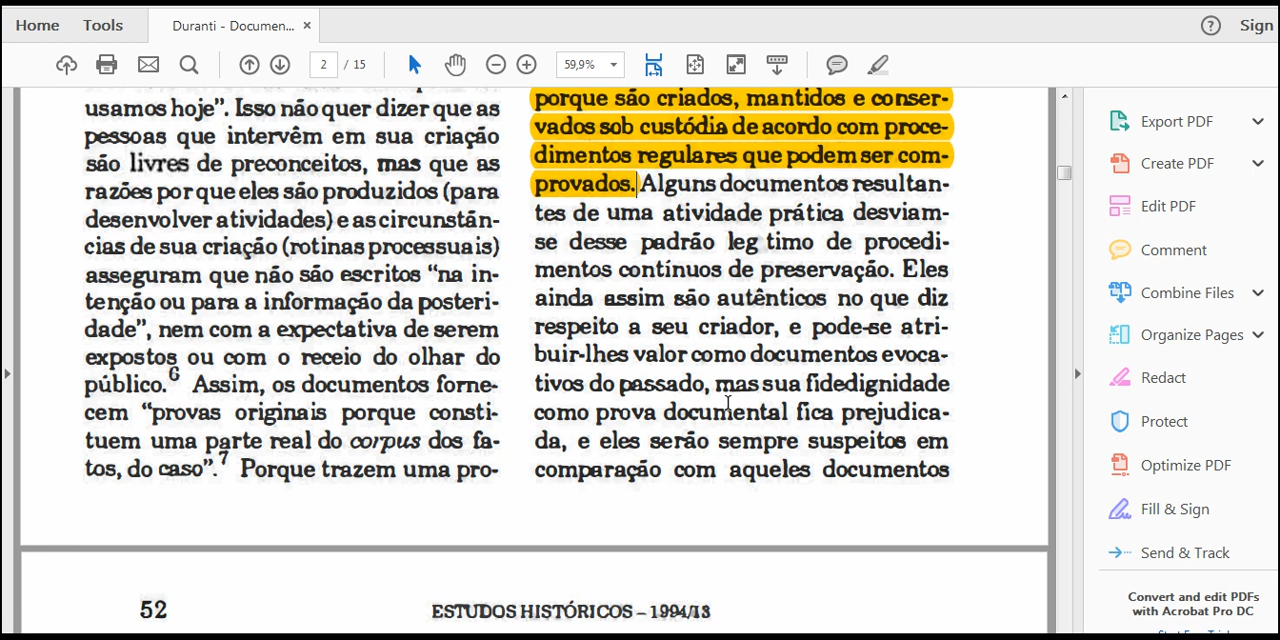 Home
Tools
Duranti - Documen...
Sign
2 / 15
59,9%
usamos hoje”. Isso não quer dizer que as
pessoas que intervêm em sua criação
são livres de preconceitos, mas que as
razões por que eles são produzidos (para
desenvolver atividades) e as circunstân-
cias de sua criação (rotinas processuais)
asseguram que não são escritos “na in-
tenção ou para a informação da posteri-
dade”, nem com a expectativa de serem
expostos ou com o receio do olhar do
público.6 Assim, os documentos forne-
cem “provas originais porque consti-
tuem uma parte real do corpus dos fa-
tos, do caso”.7 Porque trazem uma pro-
porque são criados, mantidos e conser-
vados sob custódia de acordo com proce-
dimentos regulares que podem ser com-
provados. Alguns documentos resultan-
tes de uma atividade prática desviam-
se desse padrão leg timo de procedi-
mentos contínuos de preservação. Eles
ainda assim são autênticos no que diz
respeito a seu criador, e pode-se atri-
buir-lhes valor como documentos evoca-
tivos do passado, mas sua fidedignidade
como prova documental fica prejudica-
da, e eles serão sempre suspeitos em
comparação com aqueles documentos
52
ESTUDOS HISTÓRICOS – 1994/13
Export PDF
Create PDF
Edit PDF
Comment
Combine Files
Organize Pages
Redact
Protect
Optimize PDF
Fill & Sign
Send & Track
Convert and edit PDFs
with Acrobat Pro DC